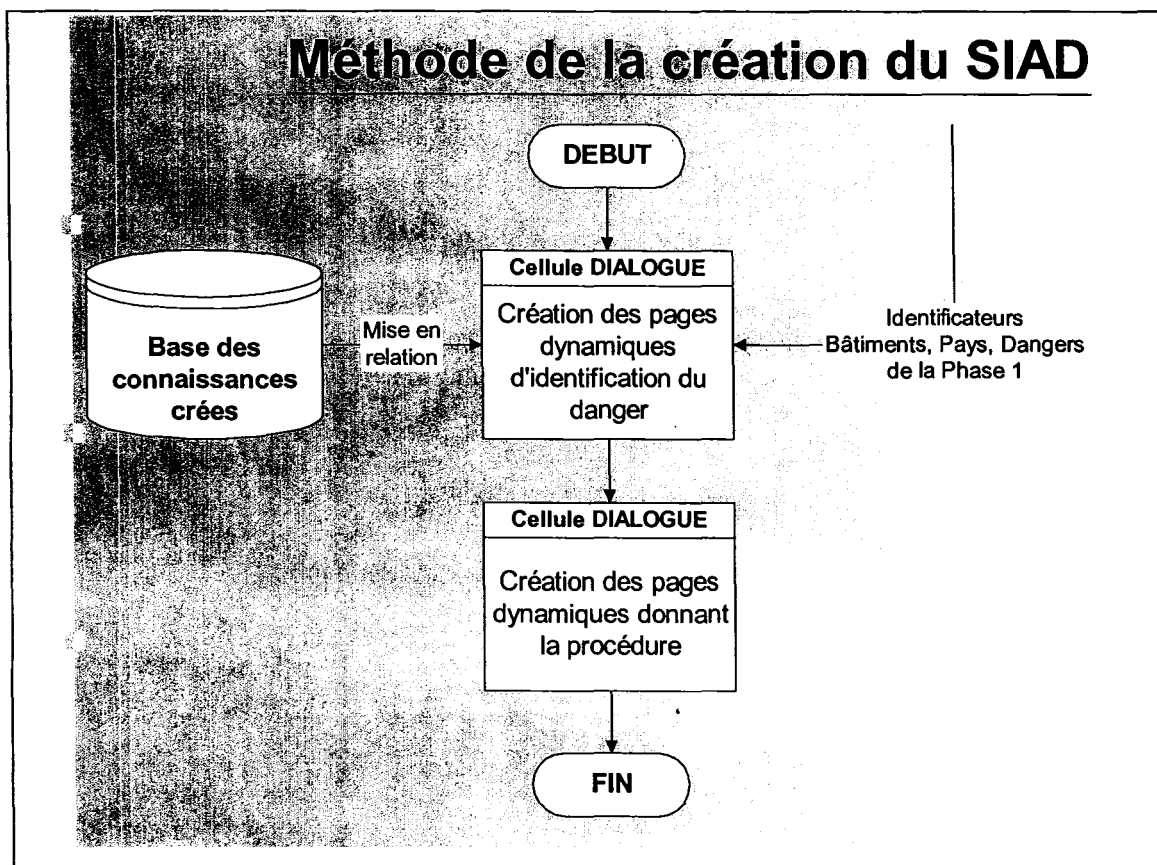 Méthode de la création du SIAD
DEBUT
Cellule DIALOGUE
Création des pages
dynamiques
d'identification du
danger
Base des
connaissances
crées
Mise en
relation
Identificateurs
Bâtiments, Pays, Dangers
de la Phase 1
Cellule DIALOGUE
Création des pages
dynamiques donnant
la procédure
FIN